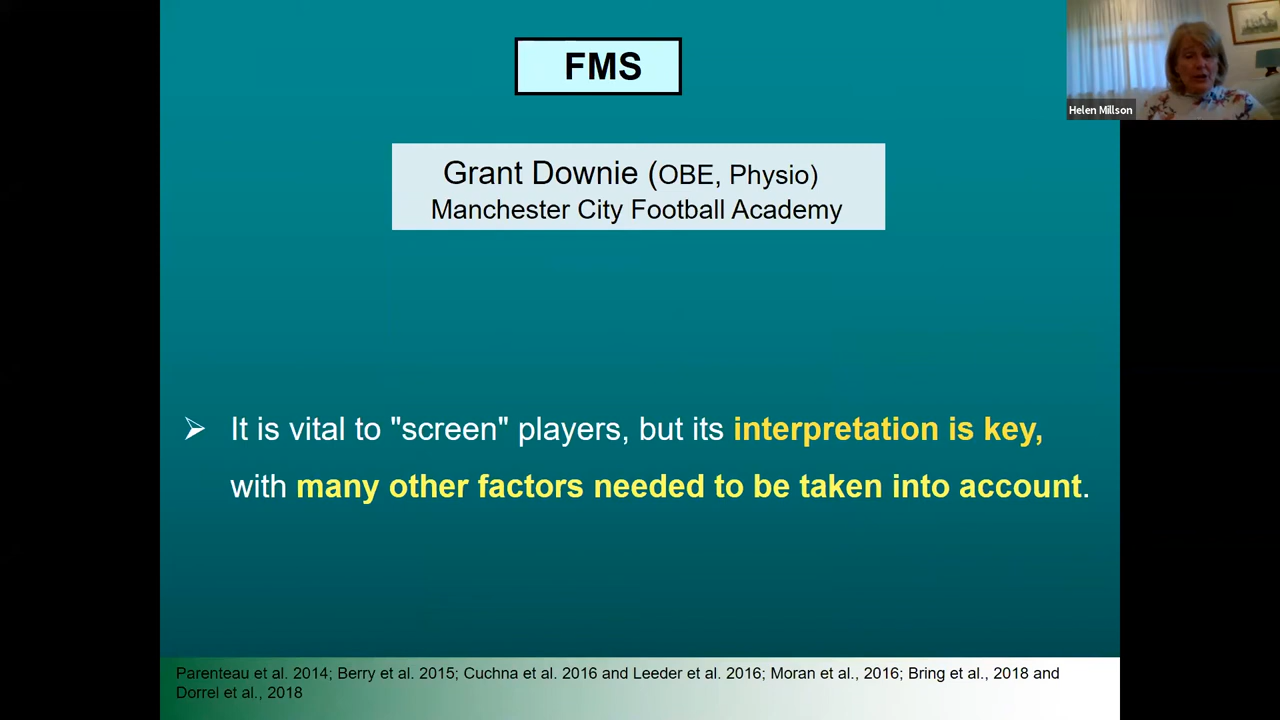 FMS
Helen Millson
Grant Downie (OBE, Physio)
Manchester City Football Academy
➢ It is vital to "screen" players, but its interpretation is key,
with many other factors needed to be taken into account.
Parenteau et al. 2014; Berry et al. 2015; Cuchna et al. 2016 and Leeder et al. 2016; Moran et al., 2016; Bring et al., 2018 and
Dorrel et al., 2018